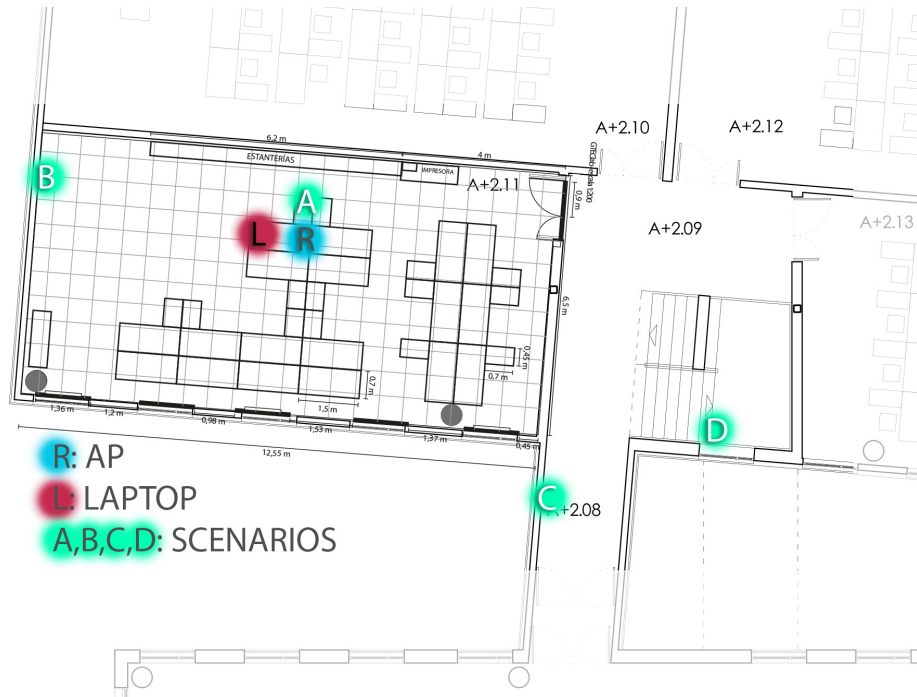 A+2.10
A+2.12
6.2 m
4 m
ESTANTERÍAS
IMPRESORA
A+2.11
0,9 m
B
A
A+2.13
A+2.09
L
R
6,5 m
0,45 m
0,7 m
0,7 m
1,36 m
1,2 m
0,98 m
1,5 m
1,53 m
1,37 m
0,45 m
12,55 m
D
R: AP
L: LAPTOP
C
A+2.08
A,B,C,D: SCENARIOS